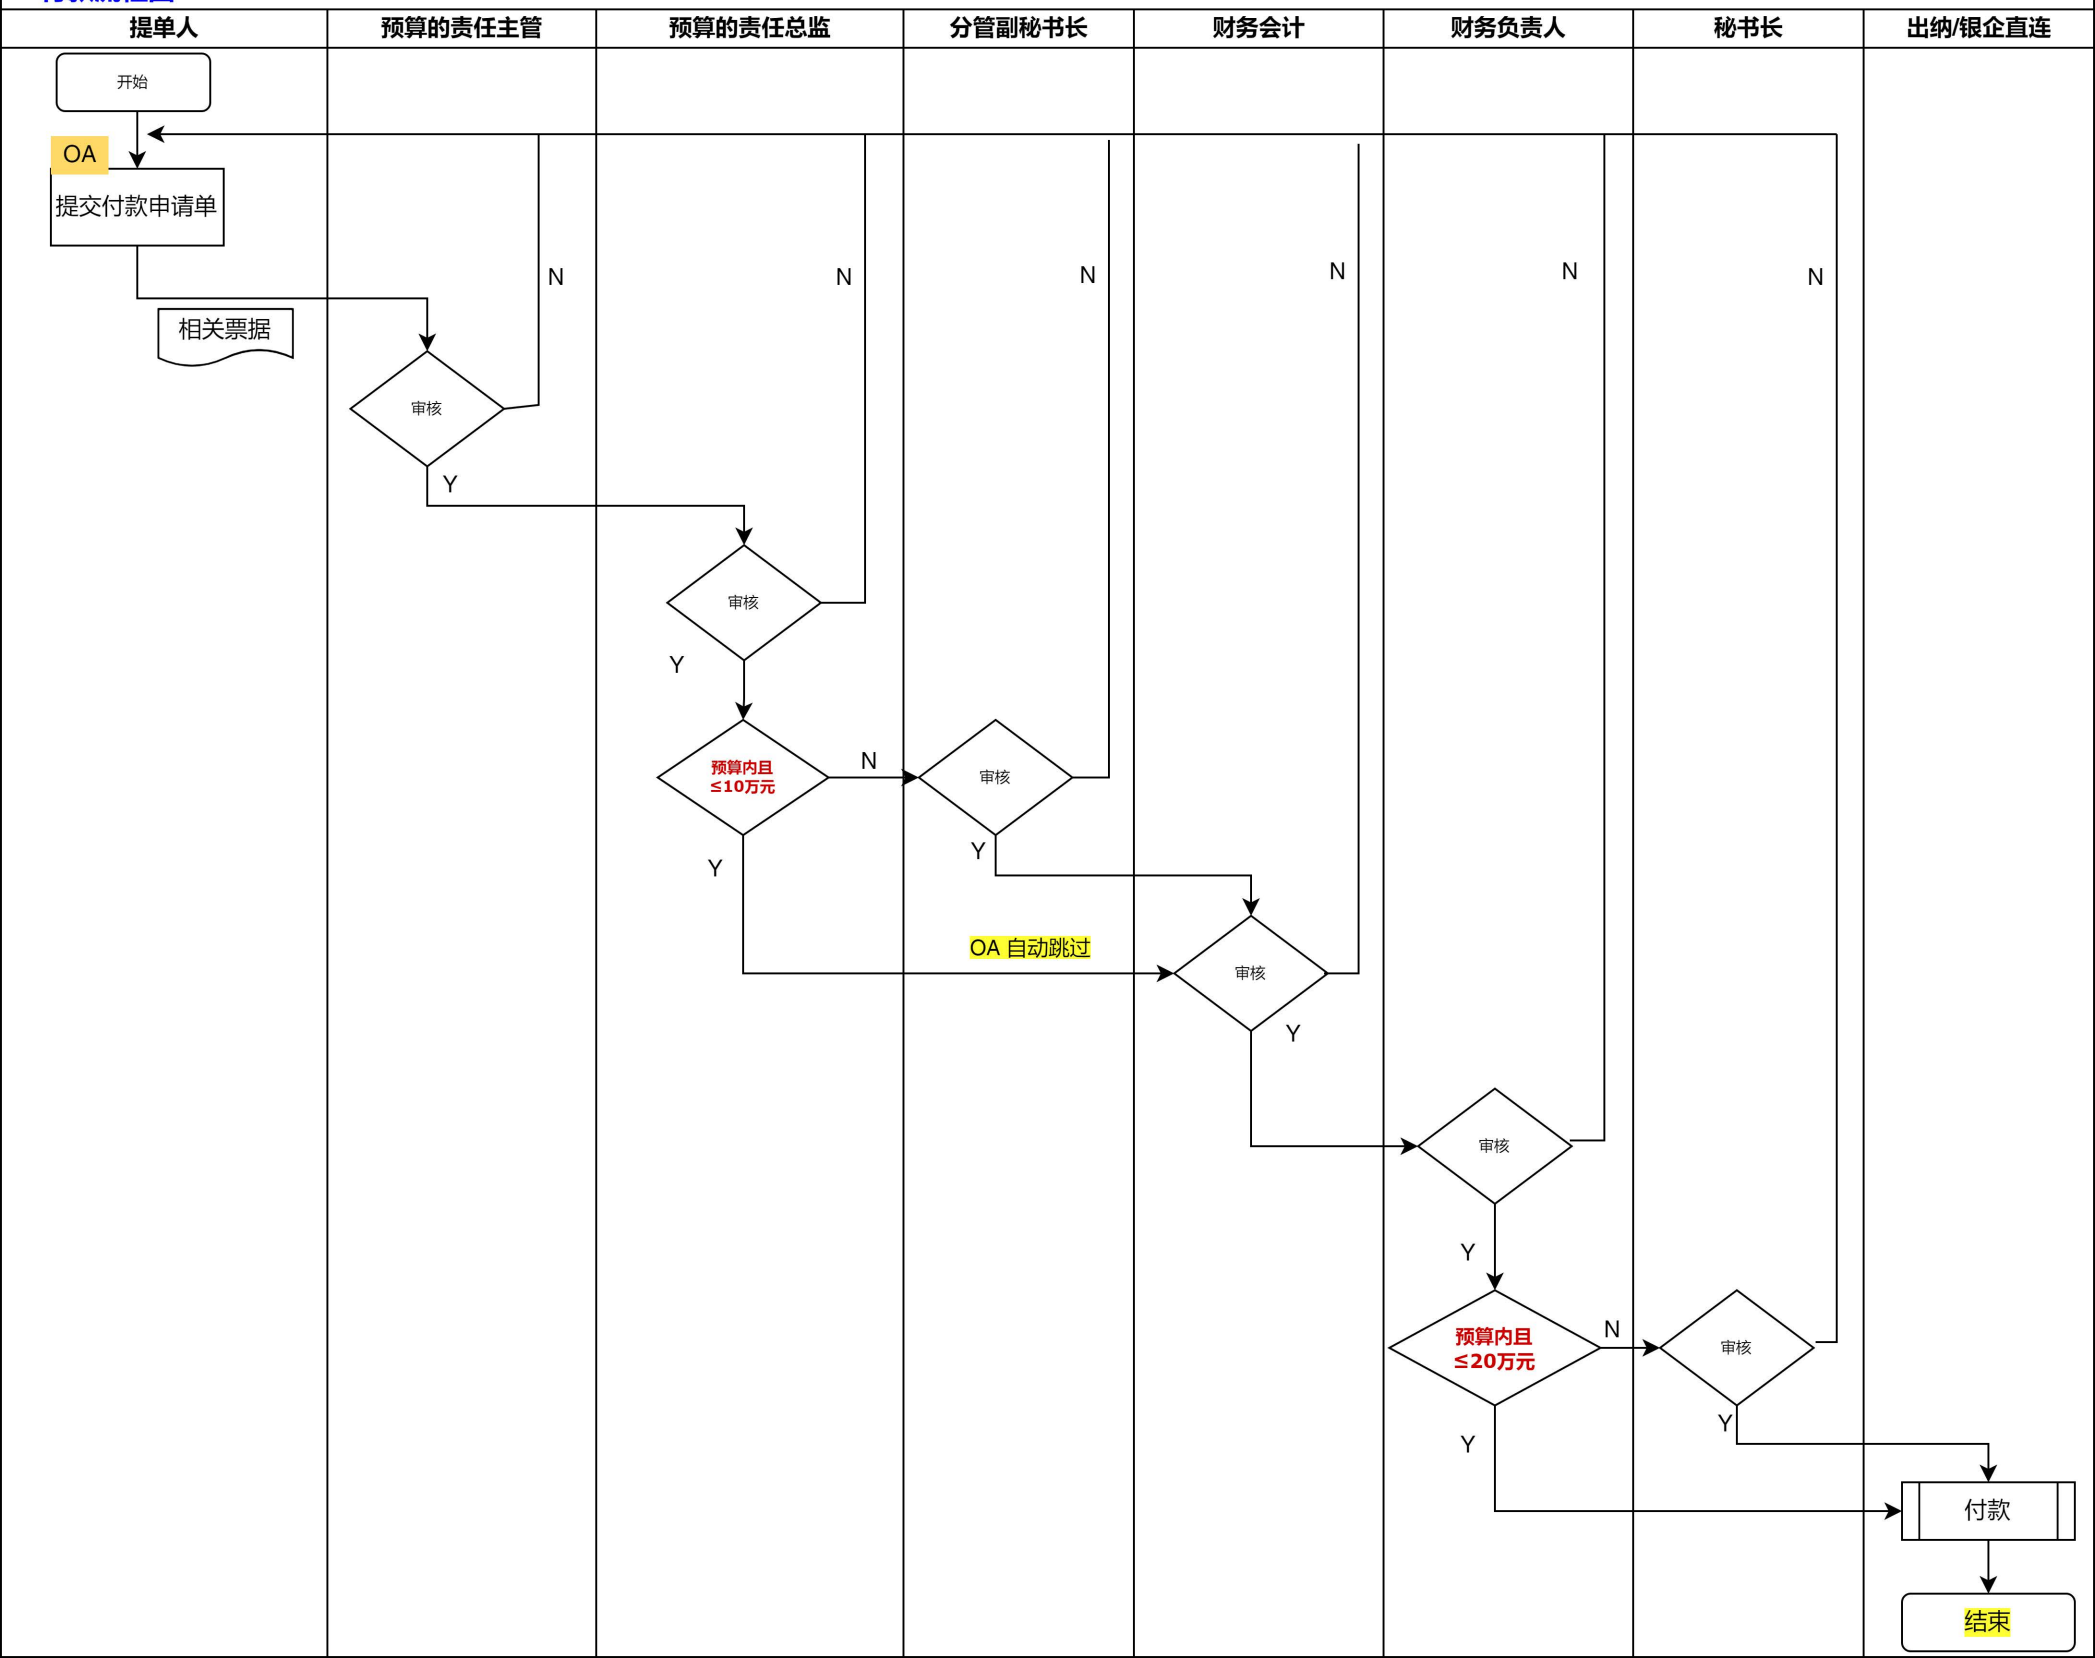 提单人
预算的责任主管
预算的责任总监
分管副秘书长
财务会计
财务负责人
秘书长
出纳/银企直连
开始
OA
提交付款申请单
N
N
N
N
N
N
相关票据
审核
Y
审核
Y
预算内且
≤10万元
N
审核
Y
Y
OA 自动跳过
审核
Y
审核
Y
预算内且
≤20万元
N
审核
Y
Y
付款
结束